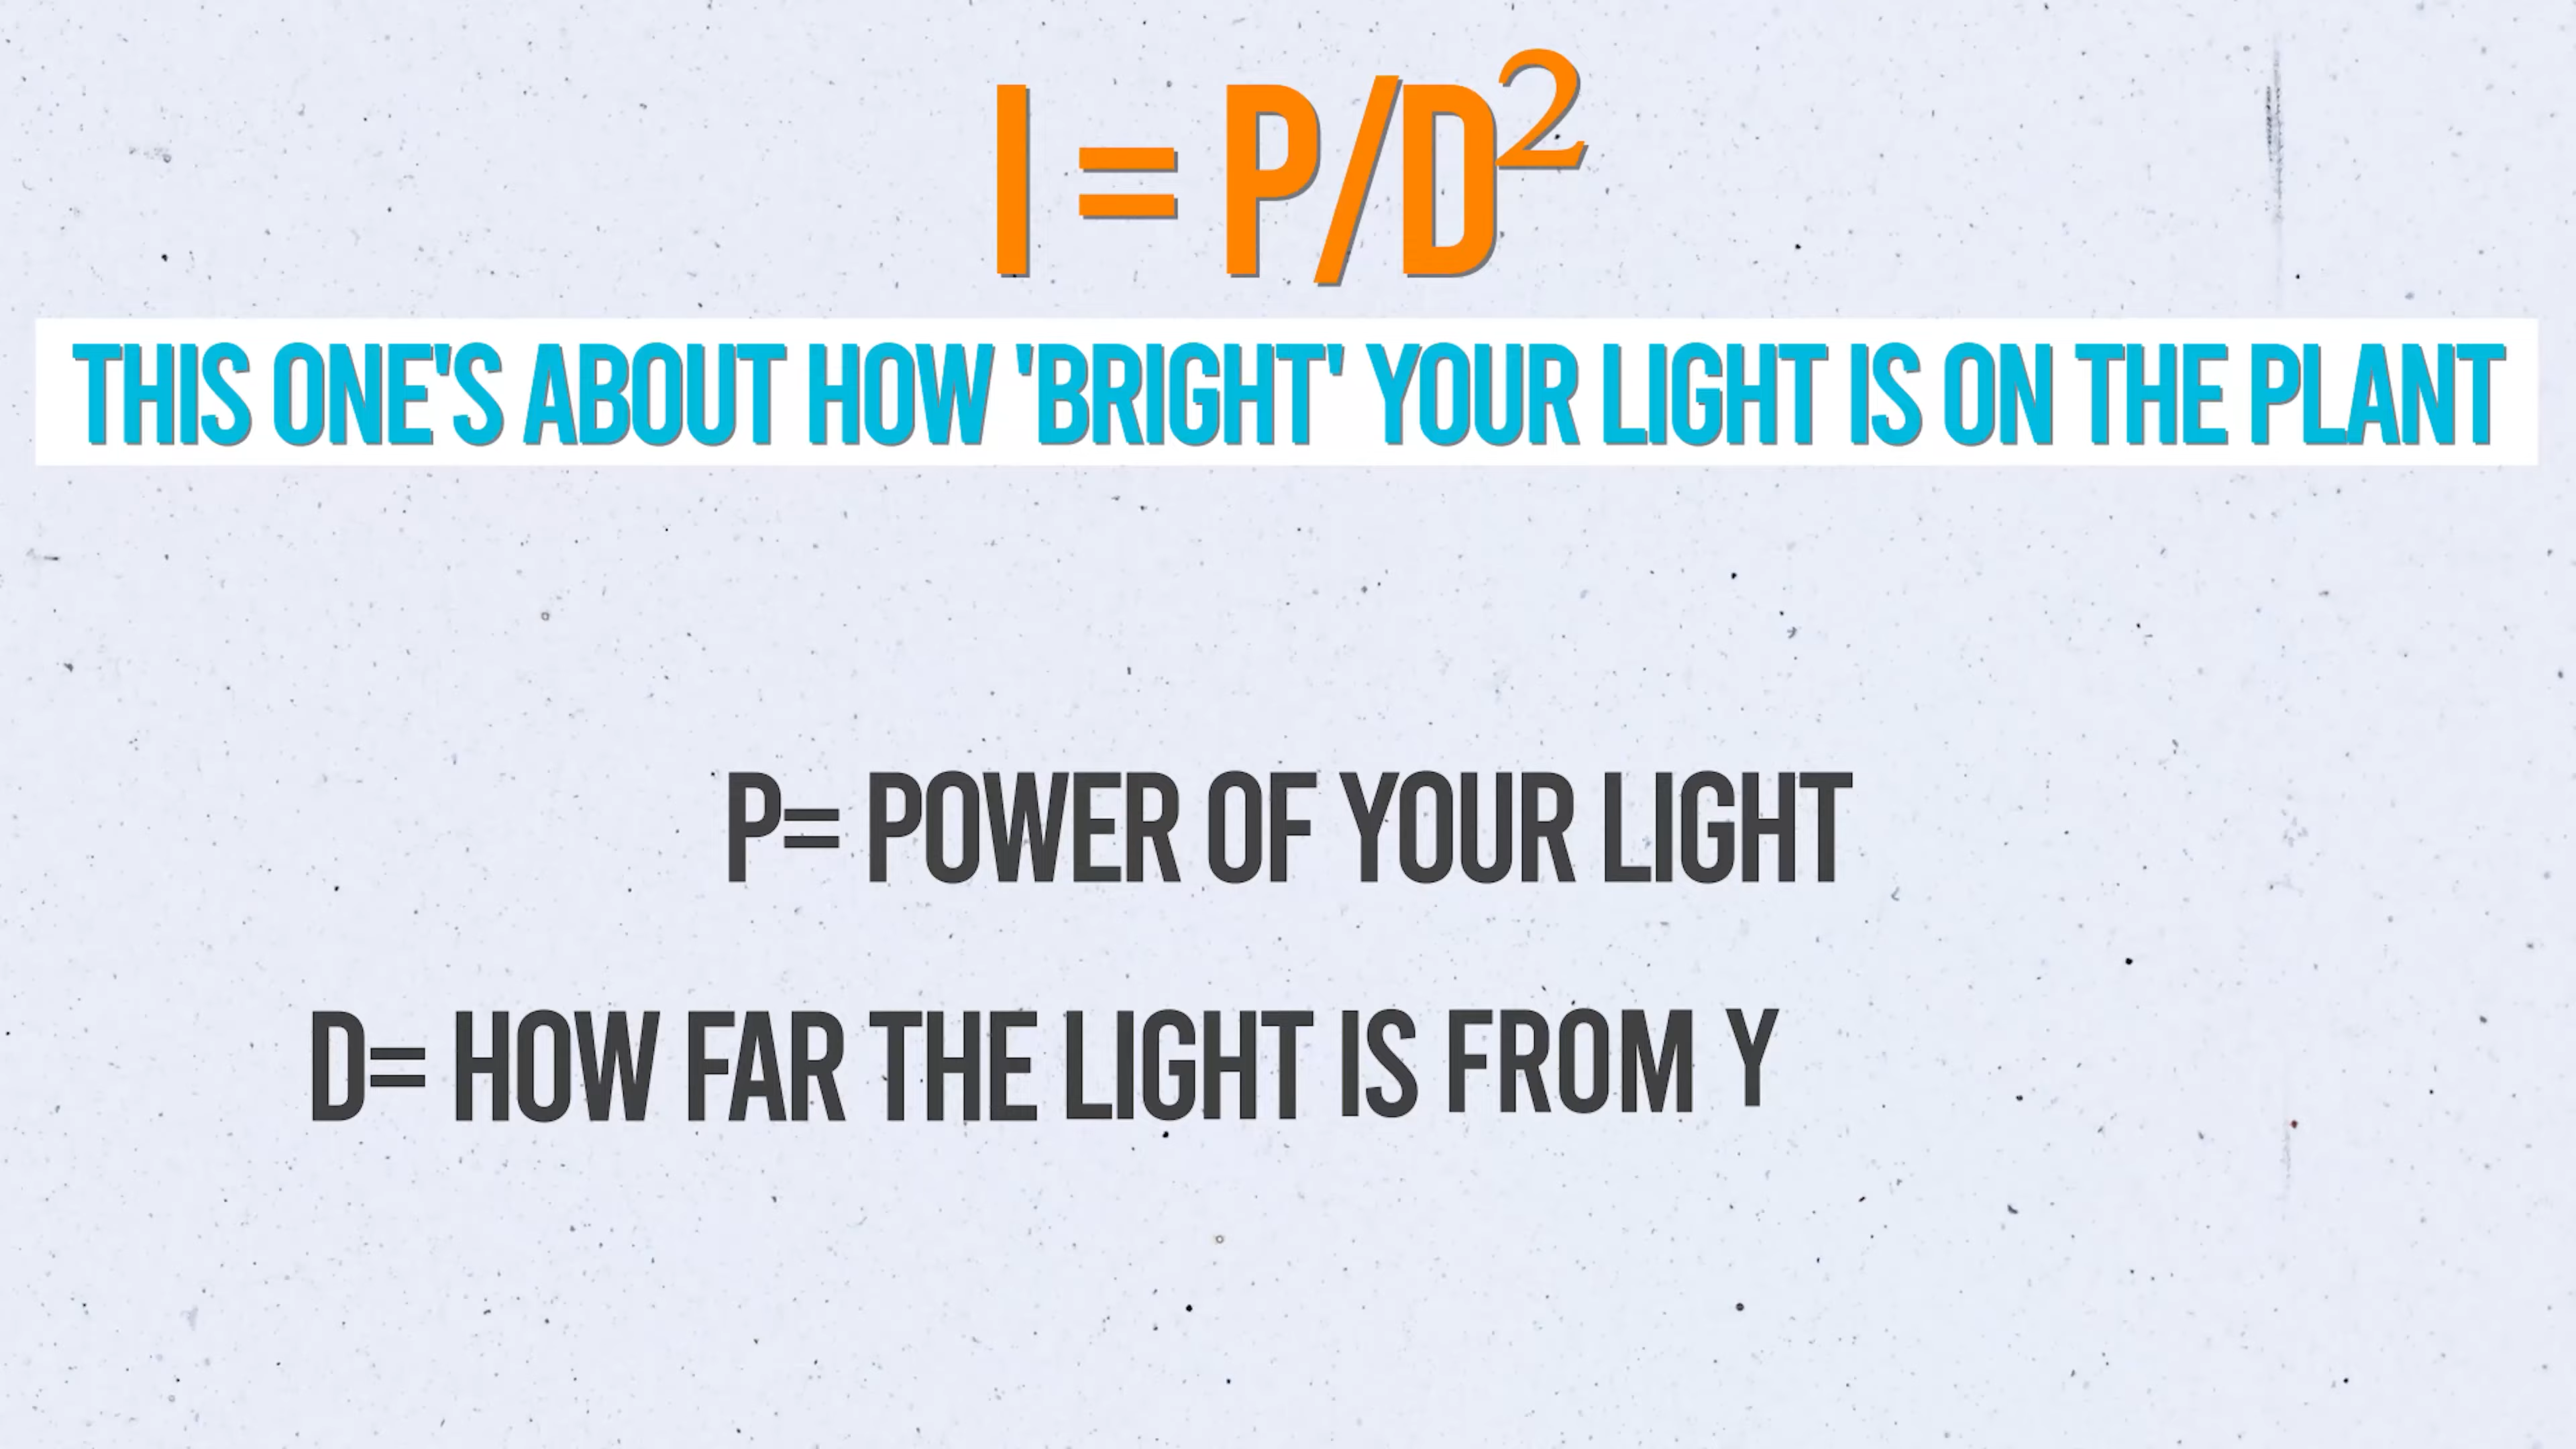 I = P/D²
THIS ONE'S ABOUT HOW 'BRIGHT' YOUR LIGHT IS ON THE PLANT
P= POWER OF YOUR LIGHT
D= HOW FAR THE LIGHT IS FROM Y